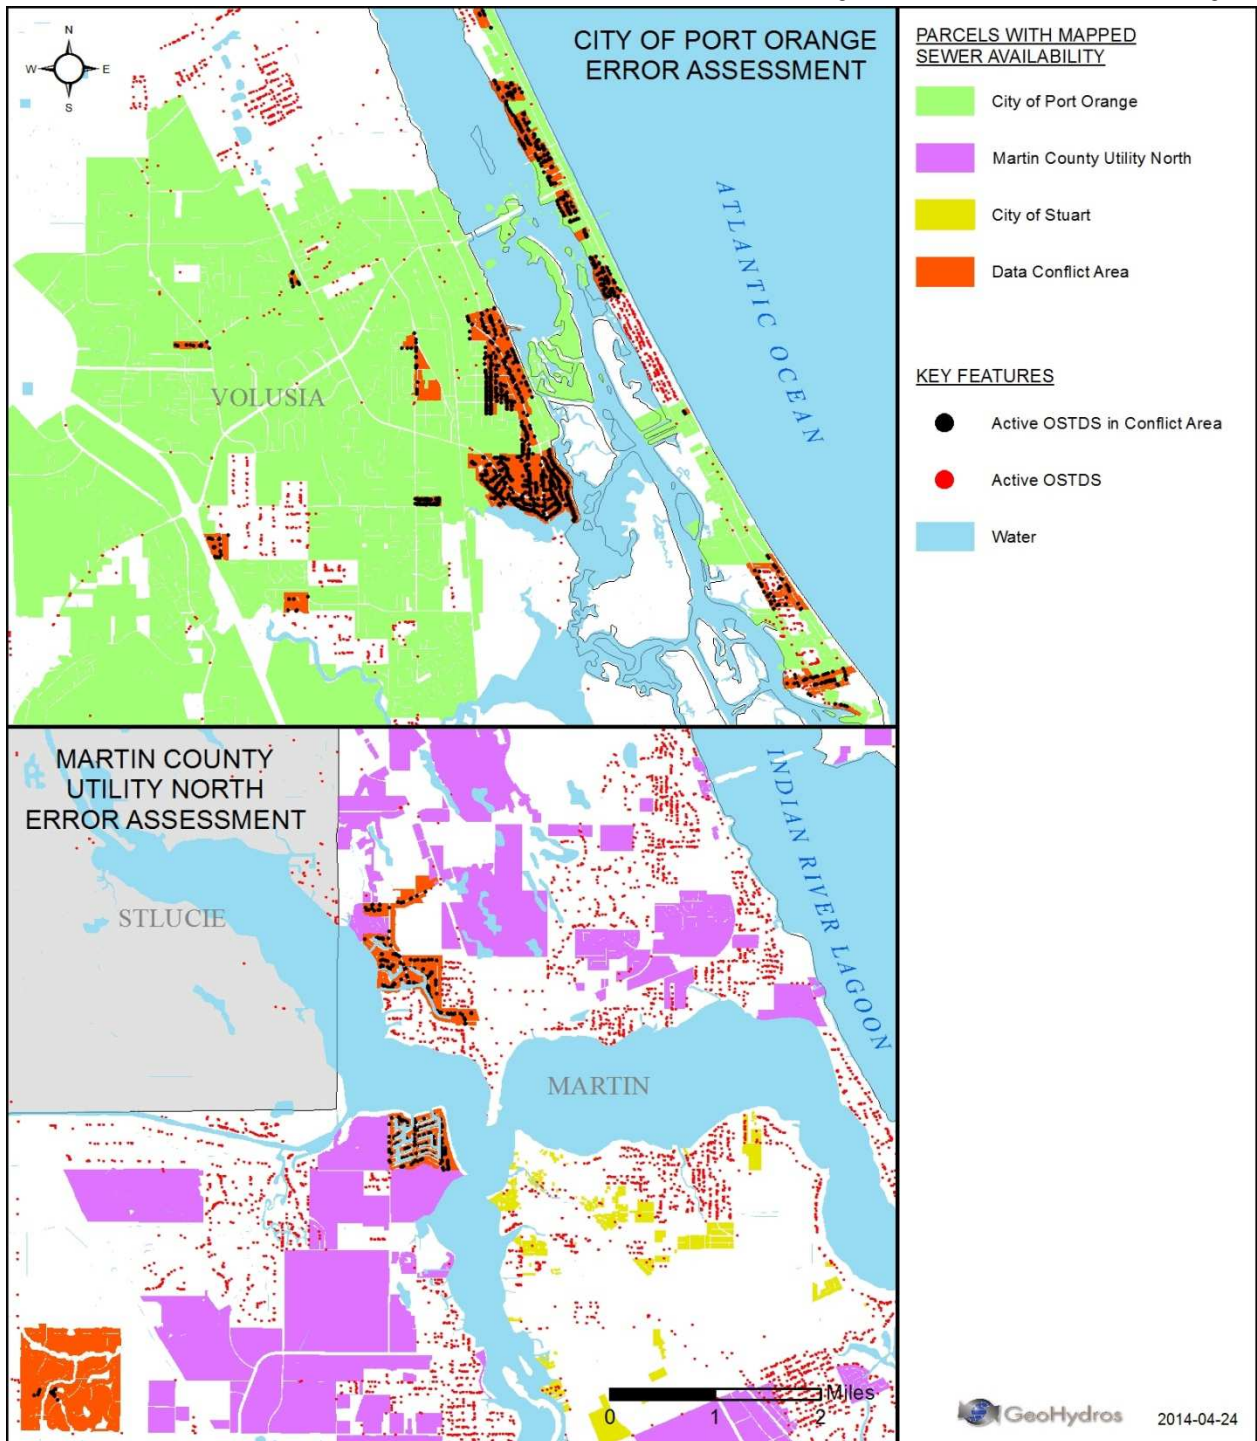 N
W E
S
CITY OF PORT ORANGE
ERROR ASSESSMENT
ATLANTIC OCEAN
VOLUSIA
MARTIN COUNTY
UTILITY NORTH
ERROR ASSESSMENT
STLUCIE
INDIAN RIVER LAGOON
MARTIN
Miles
0 1 2
PARCELS WITH MAPPED
SEWER AVAILABILITY
City of Port Orange
Martin County Utility North
City of Stuart
Data Conflict Area
KEY FEATURES
Active OSTDS in Conflict Area
Active OSTDS
Water
GeoHydros
2014-04-24